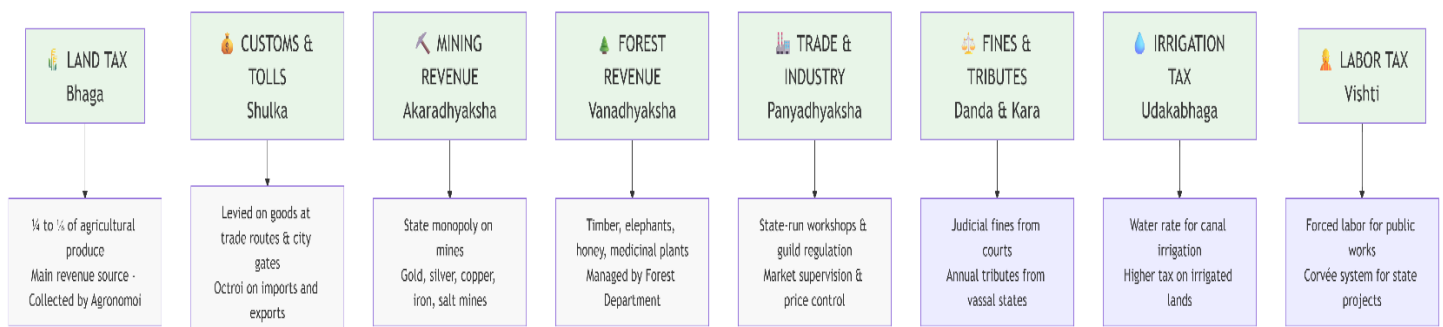 LAND TAX
Bhaga
CUSTOMS &
TOLLS
Shulka
MINING
REVENUE
Akaradhyaksha
FOREST
REVENUE
Vanadhyaksha
TRADE &
INDUSTRY
Panyadhyaksha
FINES &
TRIBUTES
Danda & Kara
IRRIGATION
TAX
Udakabhaga
LABOR TAX
Vishti
of agricultural
produce
Main revenue source -
Collected by Agronomoi
Levied on goods at
trade routes & city
gates
Octroi on imports and
exports
State monopoly on
mines
Gold, silver, copper,
iron, salt mines
Timber, elephants,
honey, medicinal plants
Managed by Forest
Department
State-run workshops &
guild regulation
Market supervision &
price control
Judicial fines from
courts
Annual tributes from
vassal states
Water rate for canal
irrigation
Higher tax on irrigated
lands
Forced labor for public
works
Corvée system for state
projects